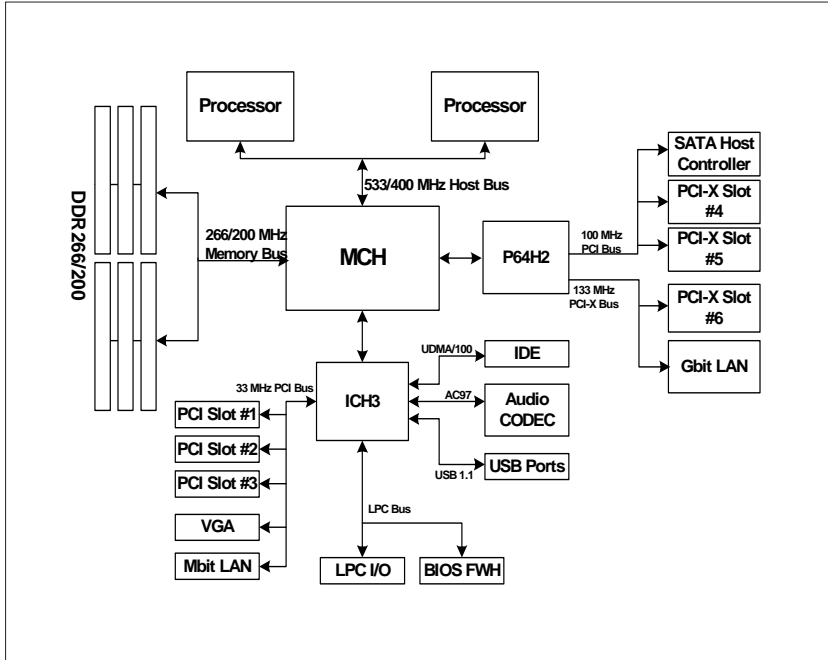 Processor
Processor
533/400 MHz Host Bus
DDR 266/200
266/200 MHz
Memory Bus
MCH
P64H2
100 MHz
PCI Bus
133 MHz
PCI-X Bus
SATA Host
Controller
PCI-X Slot
#4
PCI-X Slot
#5
PCI-X Slot
#6
Gbit LAN
ICH3
UDMA/100
IDE
AC97
Audio
CODEC
USB 1.1
USB Ports
33 MHz PCI Bus
PCI Slot #1
PCI Slot #2
PCI Slot #3
VGA
Mbit LAN
LPC Bus
LPC I/O
BIOS FWH